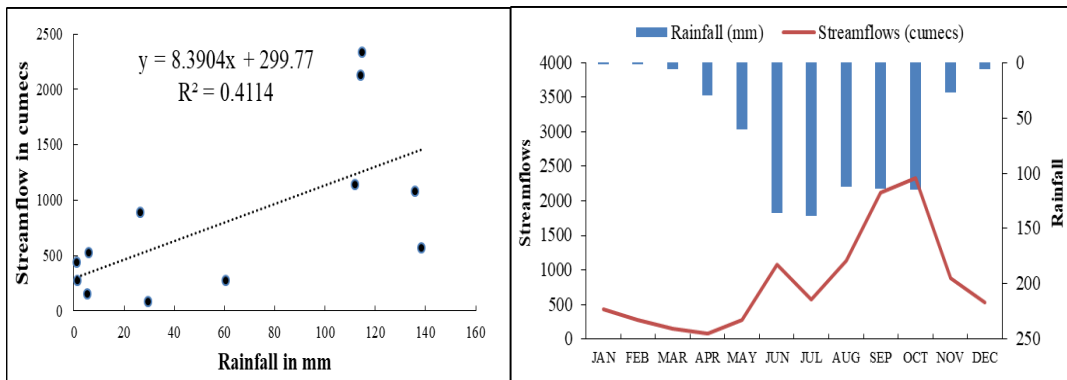 y = 8.3904x + 299.77
R² = 0.4114
2500
2000
1500
1000
500
0
0 20 40 60 80 100 120 140 160
Streamflow in cumecs
Rainfall in mm
Rainfall (mm) Streamflows (cumecs)
4000
3500
3000
2500
2000
1500
1000
500
0
Streamflows
0
50
100
150
200
250
Rainfall
JAN FEB MAR APR MAY JUN JUL AUG SEP OCT NOV DEC